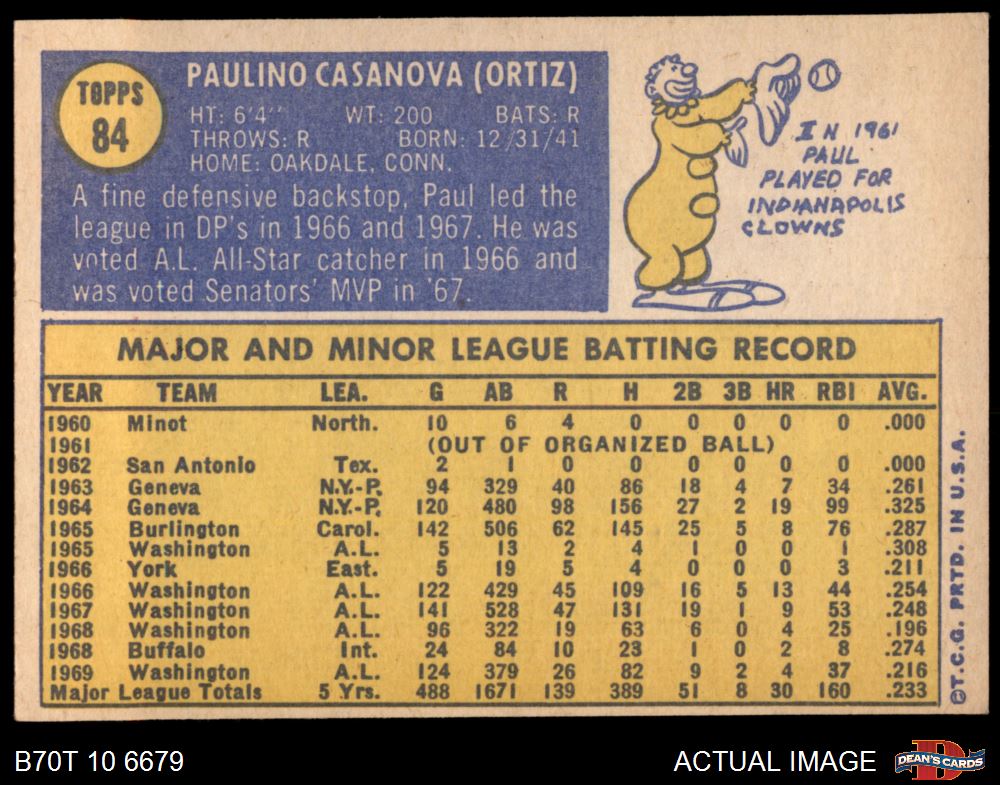 TOPPS
84
PAULINO CASANOVA (ORTIZ)
HT: 6'4" WT: 200 BATS: R
THROWS: R BORN: 12/31/41
HOME: OAKDALE, CONN.
A fine defensive backstop, Paul led the
league in DP's in 1966 and 1967. He was
voted A.L. All-Star catcher in 1966 and
was voted Senators' MVP in '67.
IN 1961
PAUL
PLAYED FOR
INDIANAPOLIS
CLOWNS
MAJOR AND MINOR LEAGUE BATTING RECORD
YEAR TEAM LEA. G AB R H 2B 3B HR RBI AVG.
1960 Minot North. 10 6 4 0 0 0 0 0 .000
1961 (OUT OF ORGANIZED BALL)
1962 San Antonio Tex. 2 1 0 0 0 0 0 0 .000
1963 Geneva N.Y.-P. 94 329 40 86 18 4 7 34 .261
1964 Geneva N.Y.-P. 120 480 98 156 27 2 19 99 .325
1965 Burlington Carol. 142 506 62 145 25 5 8 76 .287
1965 Washington A.L. 5 13 2 4 1 0 0 1 .308
1966 York East. 5 19 5 4 0 0 0 3 .211
1966 Washington A.L. 122 429 45 109 16 5 13 44 .254
1967 Washington A.L. 141 528 47 131 19 1 9 53 .248
1968 Washington A.L. 96 322 19 63 6 0 4 25 .196
1968 Buffalo Int. 24 84 10 23 1 0 2 8 .274
1969 Washington A.L. 124 379 26 82 9 2 4 37 .216
Major League Totals 5 Yrs. 488 1671 139 389 51 8 30 160 .233
©T.C.G. PRTD. IN U.S.A.
B70T 10 6679
ACTUAL IMAGE
DEAN'S CARDS